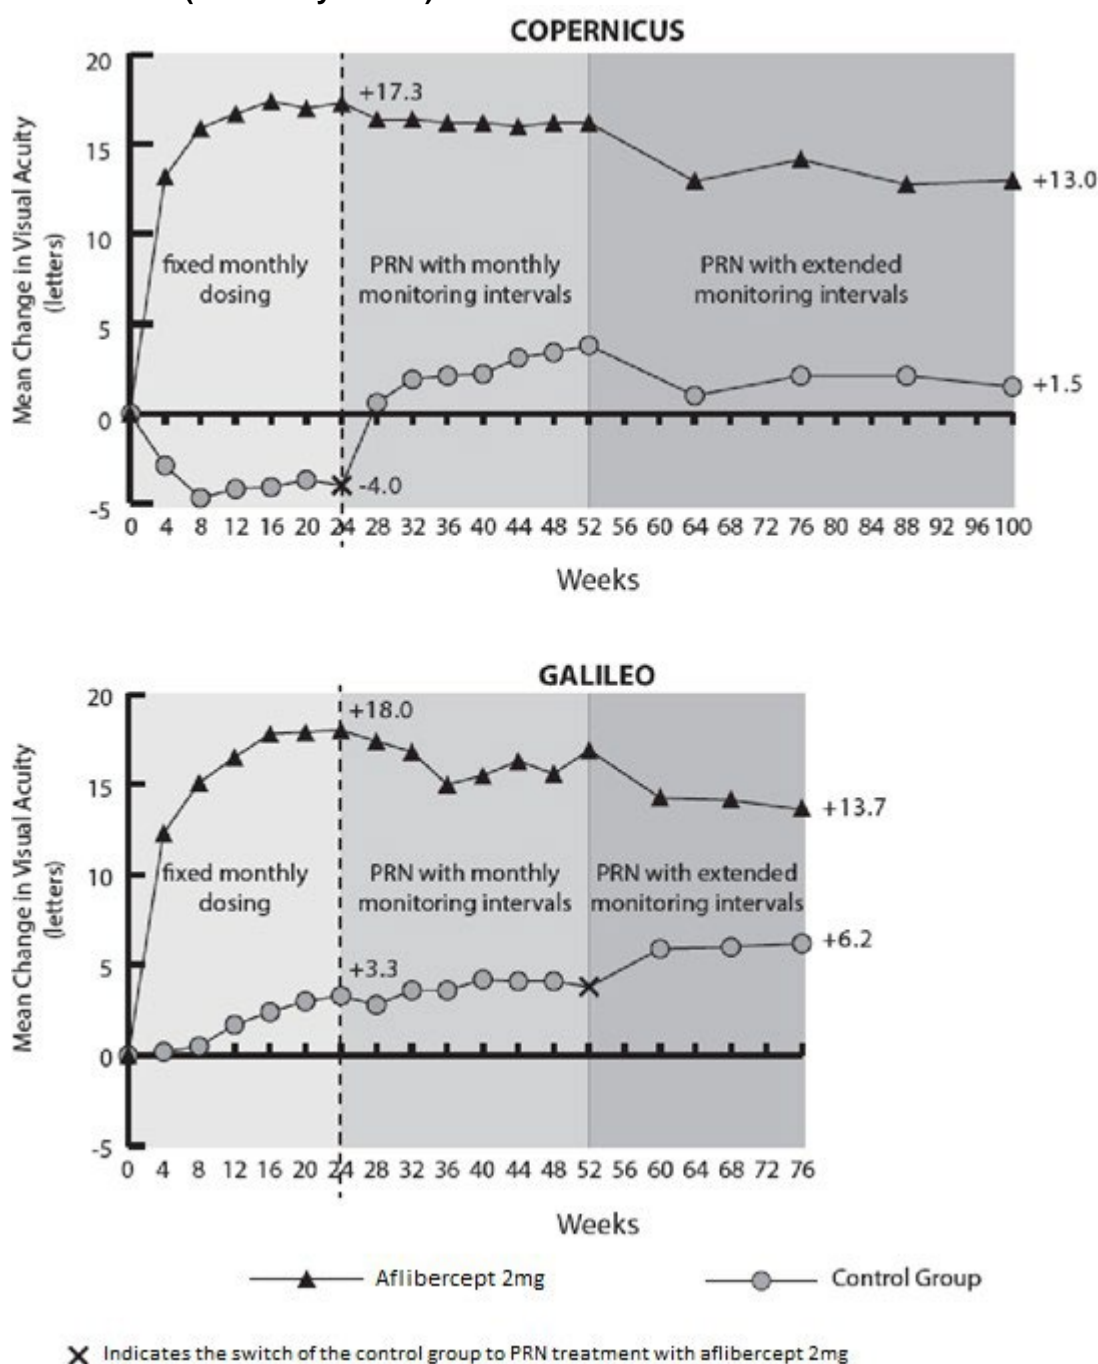 COPERNICUS
20
15
10
5
0
-5
Mean Change in Visual Acuity
(letters)
+17.3
+13.0
fixed monthly
dosing
PRN with monthly
monitoring intervals
PRN with extended
monitoring intervals
+1.5
-4.0
0 4 8 12 16 20 24 28 32 36 40 44 48 52 56 60 64 68 72 76 80 84 88 92 96 100
Weeks
GALILEO
20
15
10
5
0
-5
Mean Change in Visual Acuity
(letters)
+18.0
+13.7
fixed monthly
dosing
PRN with monthly
monitoring intervals
PRN with extended
monitoring intervals
+6.2
+3.3
0 4 8 12 16 20 24 28 32 36 40 44 48 52 56 60 64 68 72 76
Weeks
Aflibercept 2mg
Control Group
Indicates the switch of the control group to PRN treatment with aflibercept 2mg